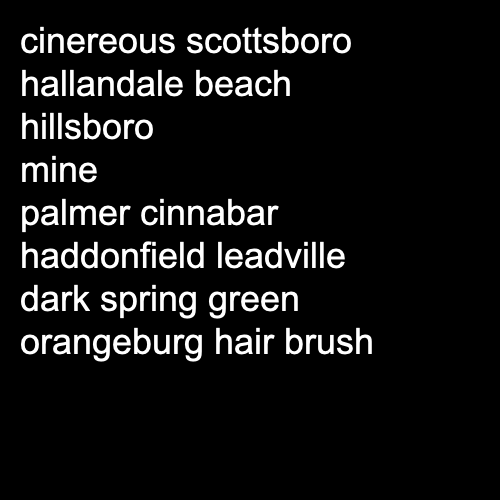 cinereous scottsboro
hallandale beach
hillsboro
mine
palmer cinnabar
haddonfield leadville
dark spring green
orangeburg hair brush